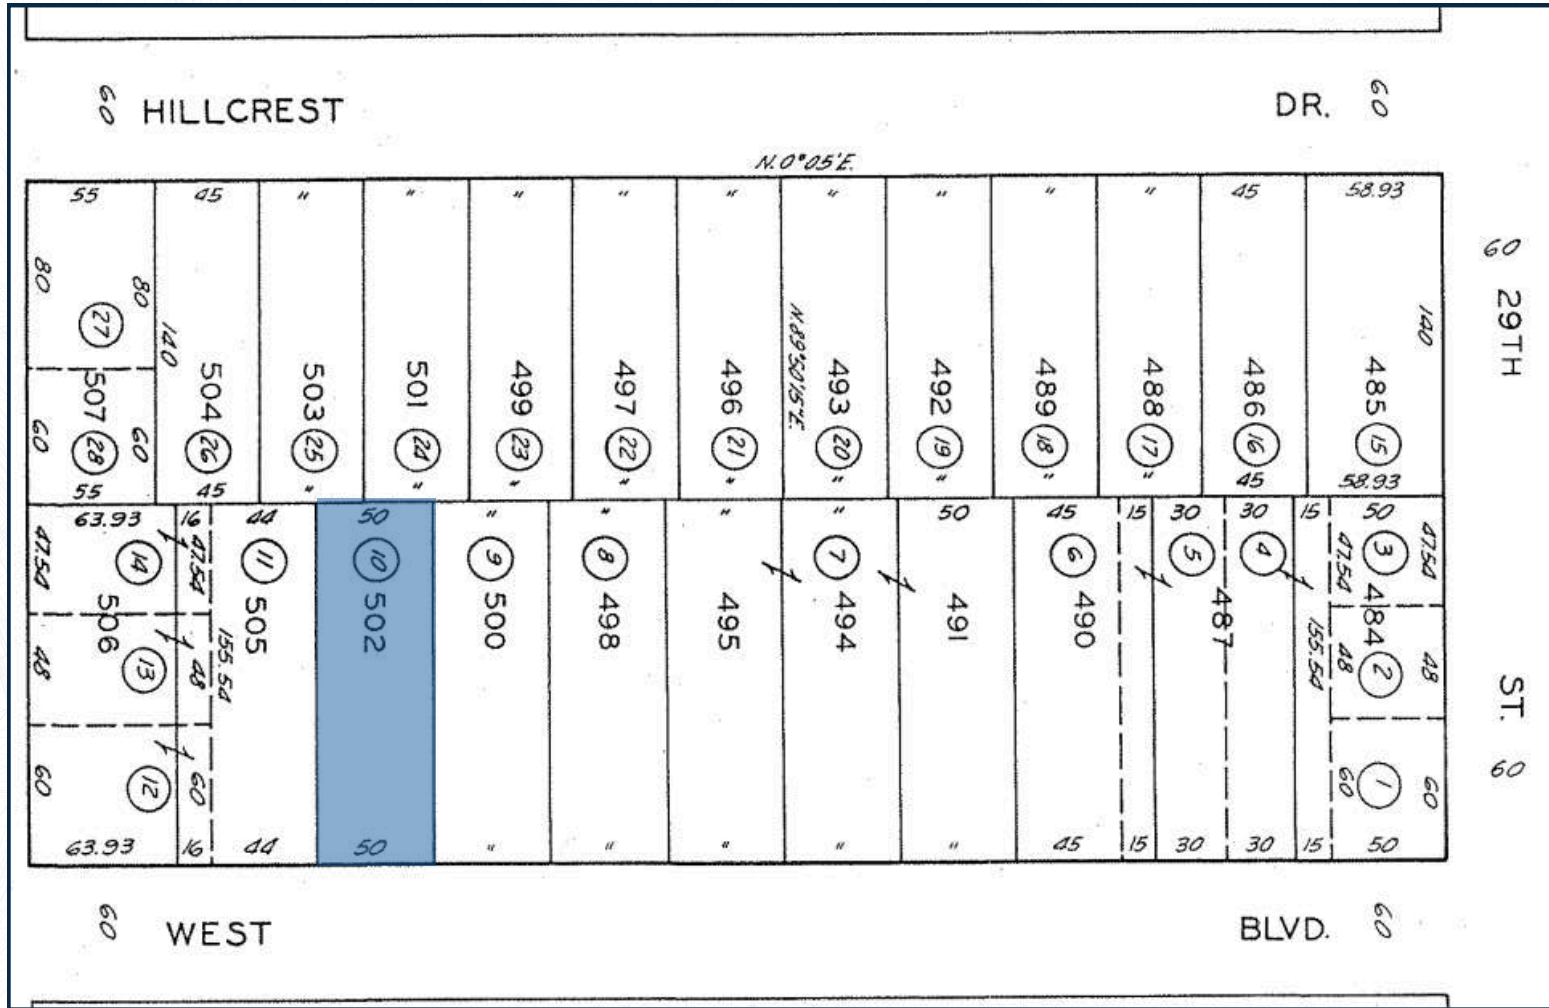 60 HILLCREST DR. 60
N.0°05'E.
55 45 " " " " " " " " " 45 58.93
80 80 140 N.89°50'15"E. 140
27
507 504 503 501 499 497 496 493 492 489 488 486 485
60 28 60 26 25 24 23 22 21 20 19 18 17 16 15
55 45 " " " " " " " " " 45 58.93
63.93 16 44 50 " " " " 50 45 15 30 30 15 50
47.54 14 47.54 11 10 9 8 7 6 5 4 47.54 3 47.54
506 505 502 500 498 495 494 491 490 487 484
155.54 155.54
48 13 48 48 2 48
60 12 60 60 1 60
63.93 16 44 50 " " " " " 45 15 30 30 15 50
60 29TH ST. 60
60 WEST BLVD. 60